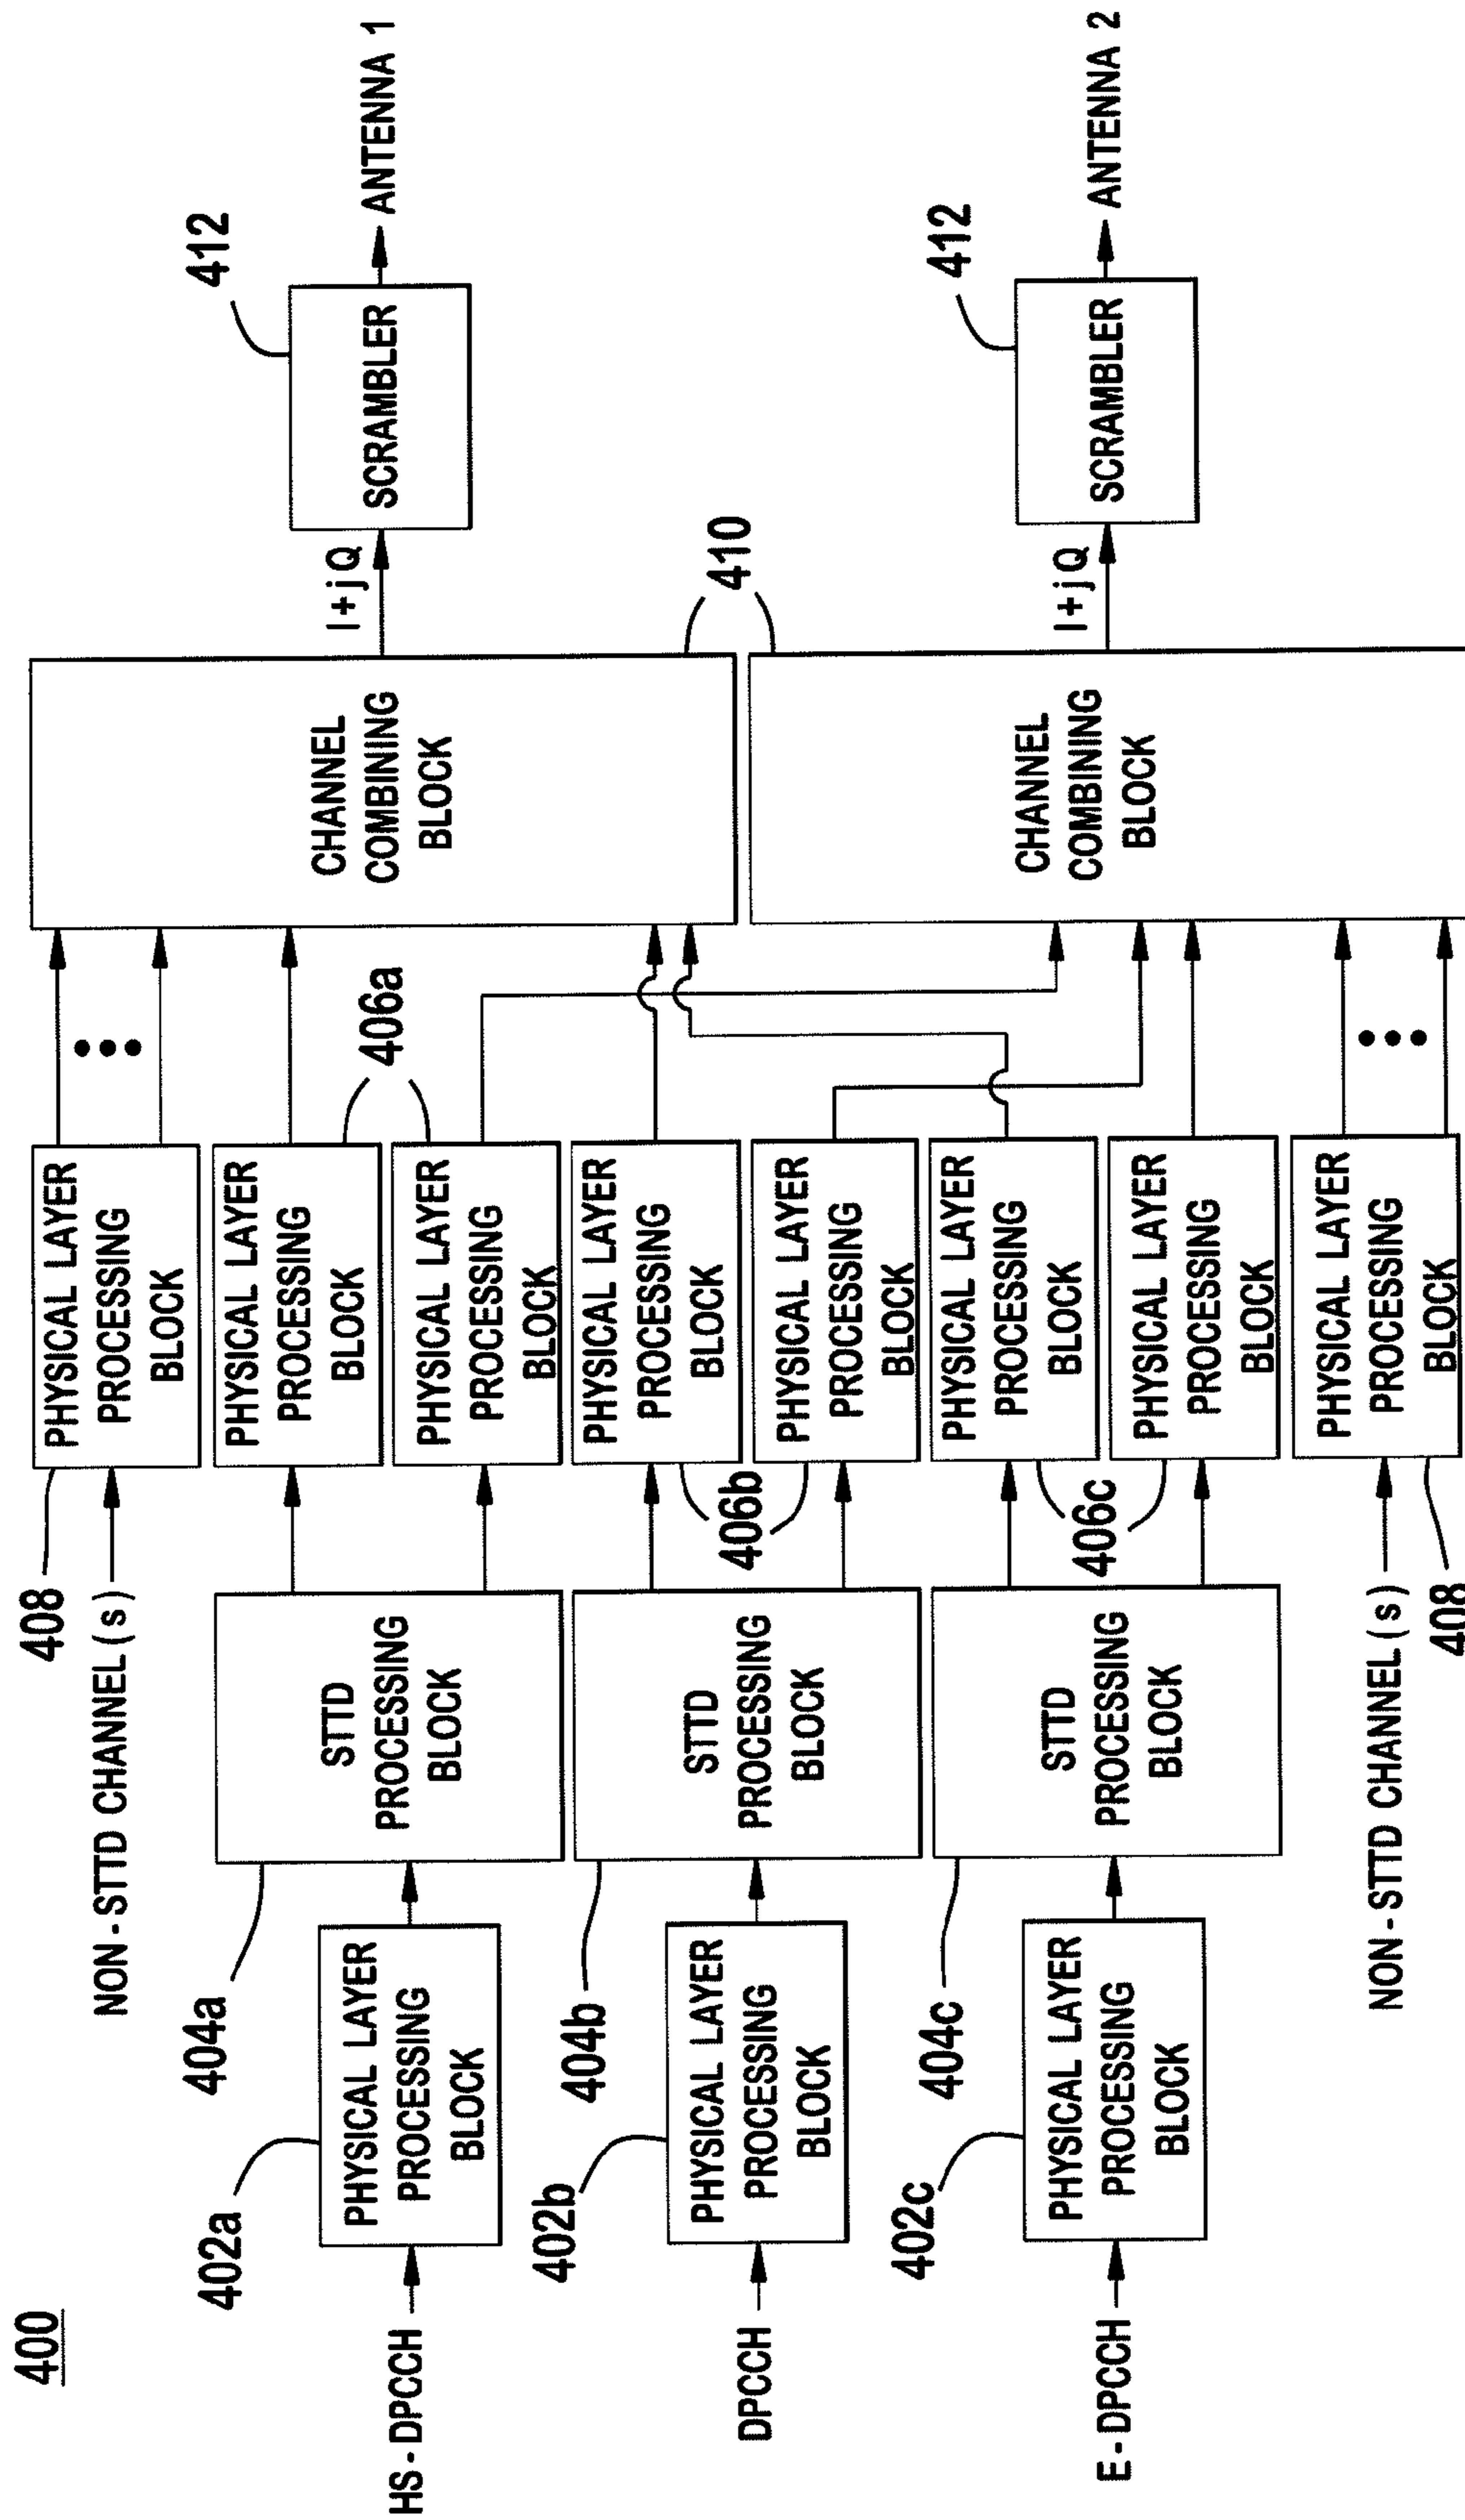 400
HS-DPCCH
DPCCH
E-DPCCH
402a
PHYSICAL LAYER
PROCESSING
BLOCK
402b
PHYSICAL LAYER
PROCESSING
BLOCK
402c
PHYSICAL LAYER
PROCESSING
BLOCK
404a
STTD
PROCESSING
BLOCK
404b
STTD
PROCESSING
BLOCK
404c
STTD
PROCESSING
BLOCK
NON-STTD CHANNEL(s)
408
PHYSICAL LAYER
PROCESSING
BLOCK
PHYSICAL LAYER
PROCESSING
BLOCK
406a
PHYSICAL LAYER
PROCESSING
BLOCK
PHYSICAL LAYER
PROCESSING
BLOCK
406b
PHYSICAL LAYER
PROCESSING
BLOCK
PHYSICAL LAYER
PROCESSING
BLOCK
406c
PHYSICAL LAYER
PROCESSING
BLOCK
NON-STTD CHANNEL(s)
408
PHYSICAL LAYER
PROCESSING
BLOCK
CHANNEL
COMBINING
BLOCK
410
CHANNEL
COMBINING
BLOCK
I+jQ
SCRAMBLER
412
ANTENNA 1
I+jQ
SCRAMBLER
412
ANTENNA 2